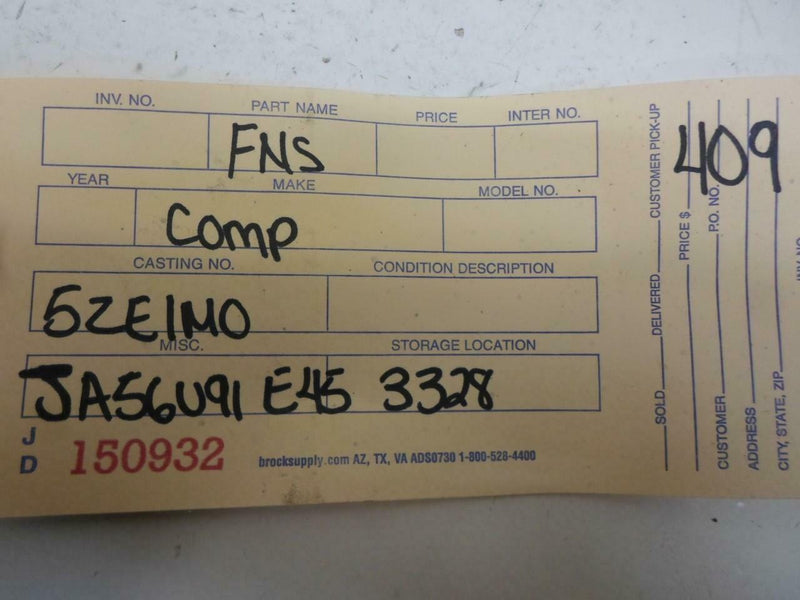 INV. NO. PART NAME PRICE INTER NO.
FNS
YEAR MAKE MODEL NO.
Comp
CASTING NO. CONDITION DESCRIPTION
5ZE1MO
MISC. STORAGE LOCATION
JA56U91 E45 3328
J D 150932
brocksupply.com AZ, TX, VA ADS0730 1-800-528-4400
SOLD DELIVERED CUSTOMER PICK-UP
PRICE $
CUSTOMER P.O. NO.
ADDRESS
CITY, STATE, ZIP
409